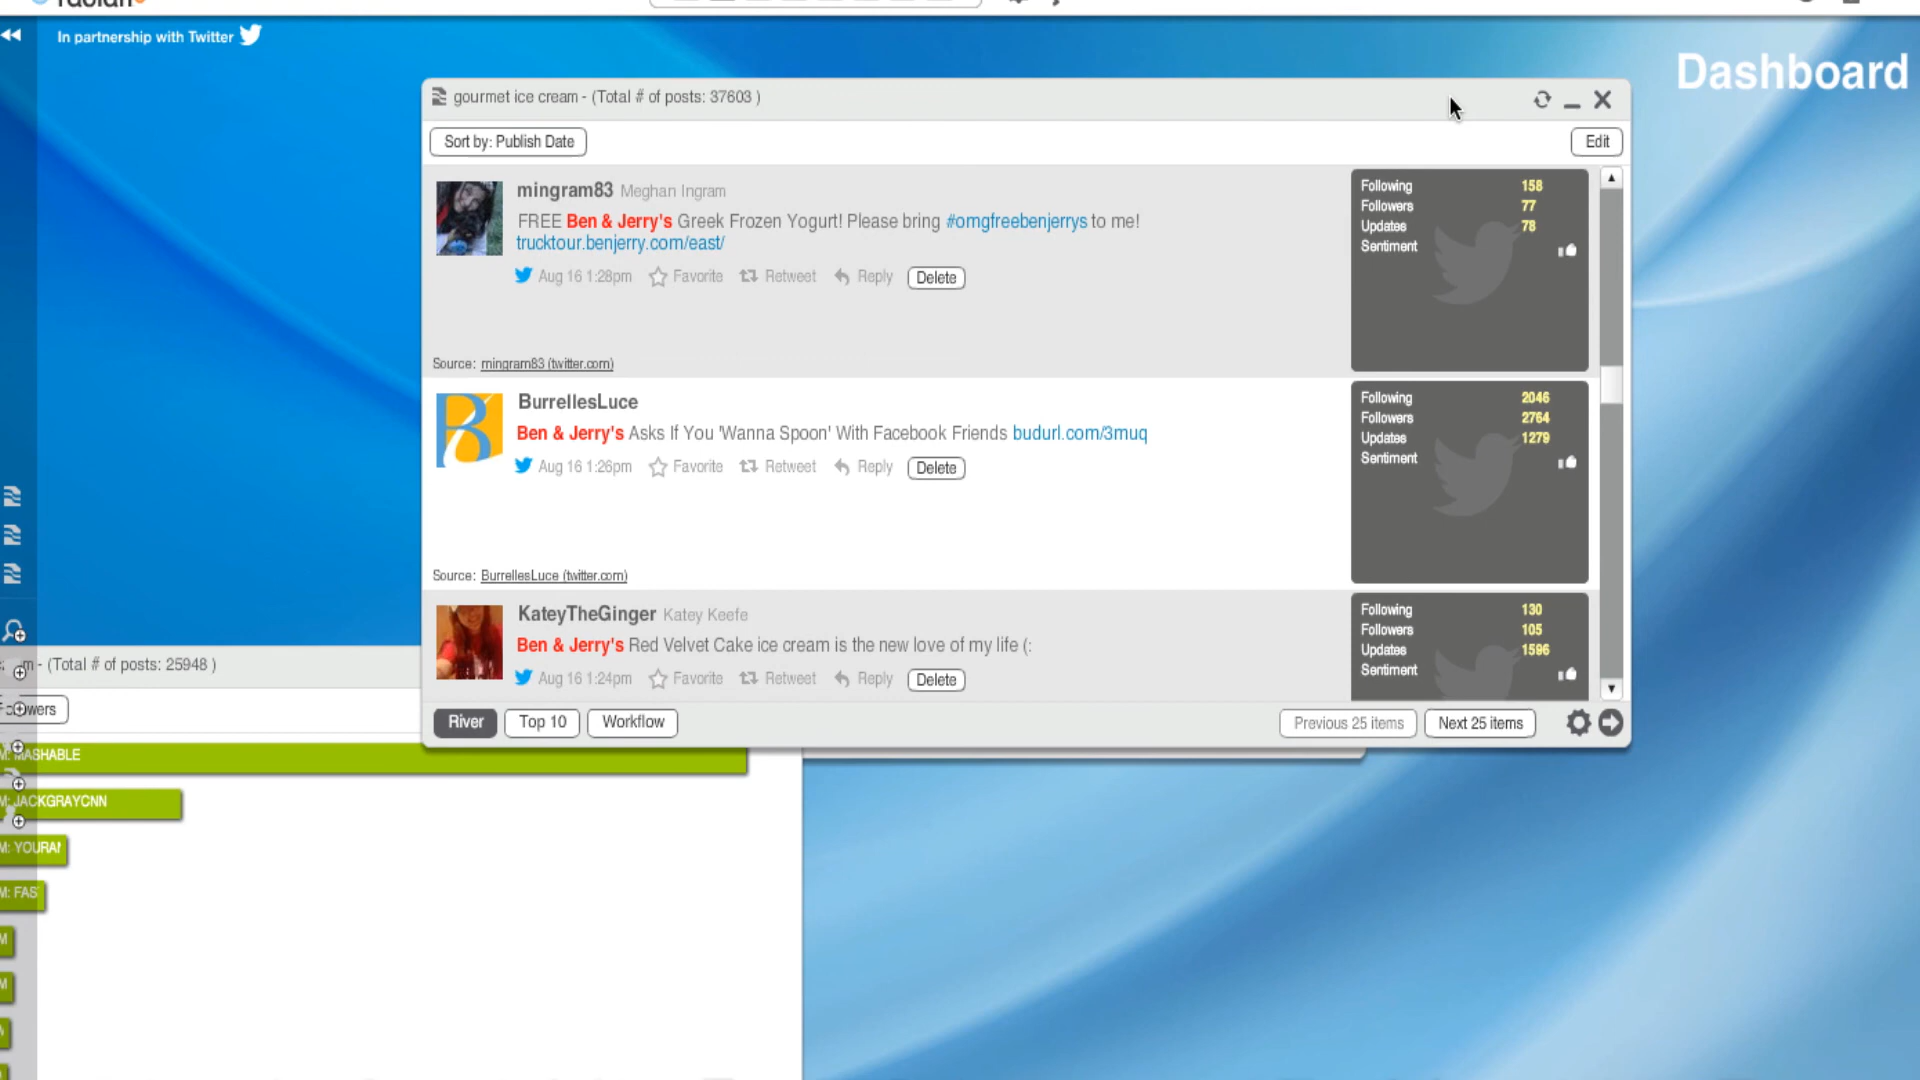 In partnership with Twitter
Dashboard
gourmet ice cream - (Total # of posts: 37603 )
Sort by: Publish Date
Edit
mingram83 Meghan Ingram
FREE Ben & Jerry's Greek Frozen Yogurt! Please bring #omgfreebenjerrys to me!
trucktour.benjerry.com/east/
Aug 16 1:28pm Favorite Retweet Reply Delete
Source: mingram83 (twitter.com)
Following 158
Followers 77
Updates 78
Sentiment
BurrellesLuce
Ben & Jerry's Asks If You 'Wanna Spoon' With Facebook Friends budurl.com/3muq
Aug 16 1:26pm Favorite Retweet Reply Delete
Source: BurrellesLuce (twitter.com)
Following 2046
Followers 2764
Updates 1279
Sentiment
KateyTheGinger Katey Keefe
Ben & Jerry's Red Velvet Cake ice cream is the new love of my life (:
Aug 16 1:24pm Favorite Retweet Reply Delete
Following 130
Followers 105
Updates 1596
Sentiment
River Top 10 Workflow Previous 25 items Next 25 items
m - (Total # of posts: 25948 )
M: MASHABLE
M: JACKGRAYCNN
M: YOURA
M: FAS
M
M